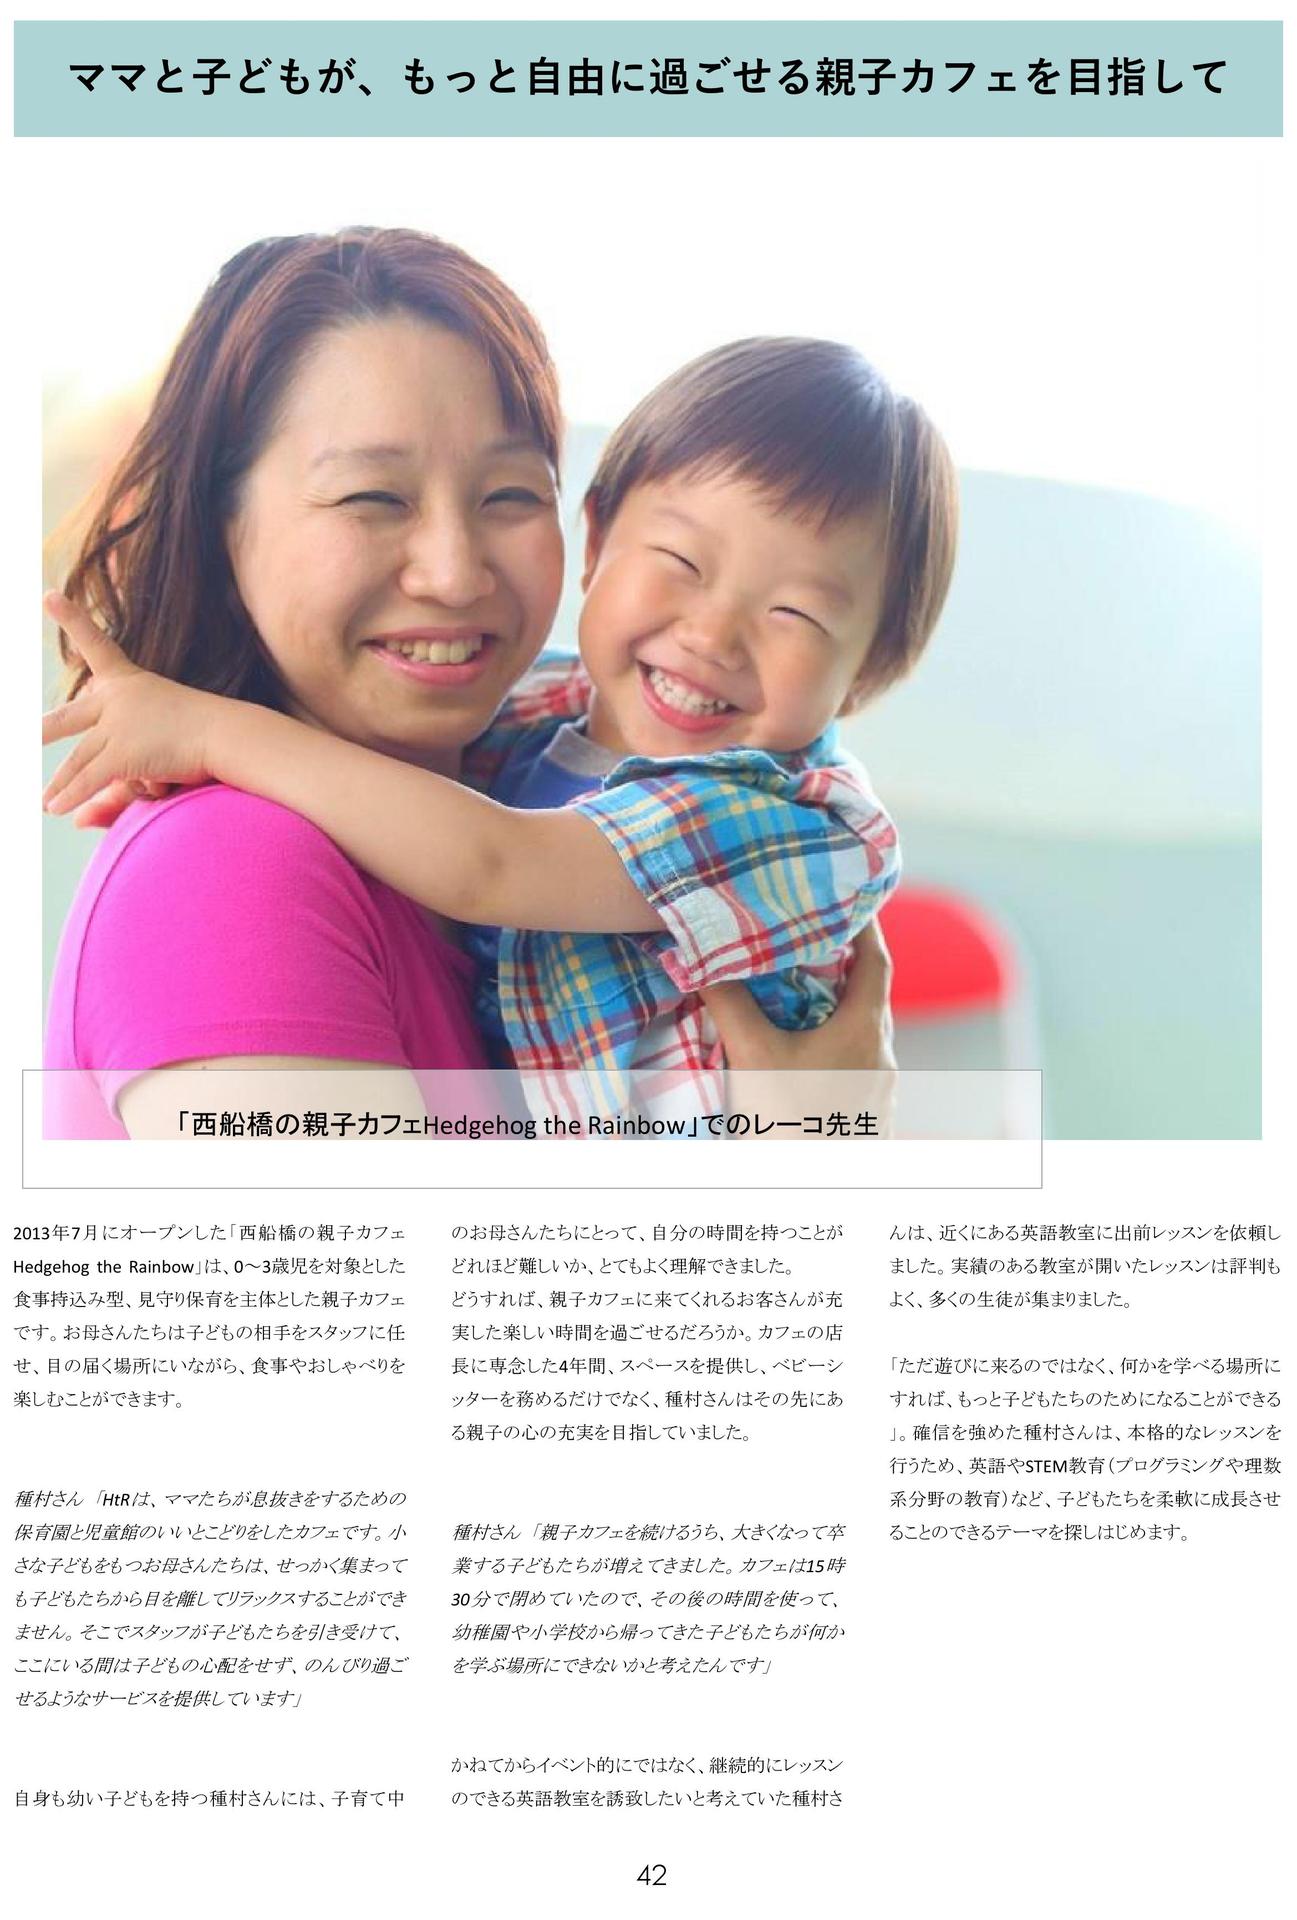 ママと子どもが、もっと自由に過ごせる親子カフェを目指して
「西船橋の親子カフェHedgehog the Rainbow」でのレーコ先生
2013年7月にオープンした「西船橋の親子カフェ
Hedgehog the Rainbow」は、0～3歳児を対象とした
食事持込み型、見守り保育を主体とした親子カフェ
です。お母さんたちは子どもの相手をスタッフに任
せ、目の届く場所にいながら、食事やおしゃべりを
楽しむことができます。
種村さん 「HtRは、ママたちが息抜きをするための
保育園と児童館のいいとこどりをしたカフェです。小
さな子どもをもつお母さんたちは、せっかく集まって
も子どもたちから目を離してリラックスすることができ
ません。そこでスタッフが子どもたちを引き受けて、
ここにいる間は子どもの心配をせず、のんびり過ご
せるようなサービスを提供しています」
自身も幼い子どもを持つ種村さんには、子育て中
のお母さんたちにとって、自分の時間を持つことが
どれほど難しいか、とてもよく理解できました。
どうすれば、親子カフェに来てくれるお客さんが充
実した楽しい時間を過ごせるだろうか。カフェの店
長に専念した4年間、スペースを提供し、ベビーシ
ッターを務めるだけでなく、種村さんはその先にあ
る親子の心の充実を目指していました。
種村さん 「親子カフェを続けるうち、大きくなって卒
業する子どもたちが増えてきました。カフェは15時
30分で閉めていたので、その後の時間を使って、
幼稚園や小学校から帰ってきた子どもたちが何か
を学ぶ場所にできないかと考えたんです」
かねてからイベント的にではなく、継続的にレッスン
のできる英語教室を誘致したいと考えていた種村さ
んは、近くにある英語教室に出前レッスンを依頼し
ました。実績のある教室が開いたレッスンは評判も
よく、多くの生徒が集まりました。
「ただ遊びに来るのではなく、何かを学べる場所に
すれば、もっと子どもたちのためになることができる
」。確信を強めた種村さんは、本格的なレッスンを
行うため、英語やSTEM教育（プログラミングや理数
系分野の教育）など、子どもたちを柔軟に成長させ
ることのできるテーマを探しはじめます。
42